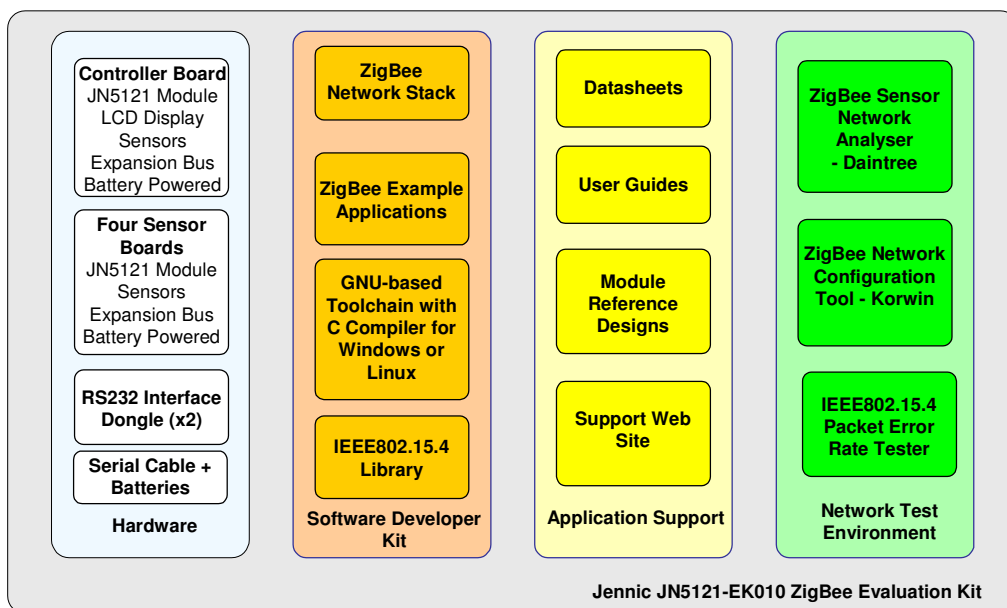 Controller Board
JN5121 Module
LCD Display
Sensors
Expansion Bus
Battery Powered
Four Sensor
Boards
JN5121 Module
Sensors
Expansion Bus
Battery Powered
RS232 Interface
Dongle (x2)
Serial Cable +
Batteries
Hardware
ZigBee
Network Stack
ZigBee Example
Applications
GNU-based
Toolchain with
C Compiler for
Windows or
Linux
IEEE802.15.4
Library
Software Developer
Kit
Datasheets
User Guides
Module
Reference
Designs
Support Web
Site
Application Support
ZigBee Sensor
Network
Analyser
- Daintree
ZigBee Network
Configuration
Tool - Korwin
IEEE802.15.4
Packet Error
Rate Tester
Network Test
Environment
Jennic JN5121-EK010 ZigBee Evaluation Kit